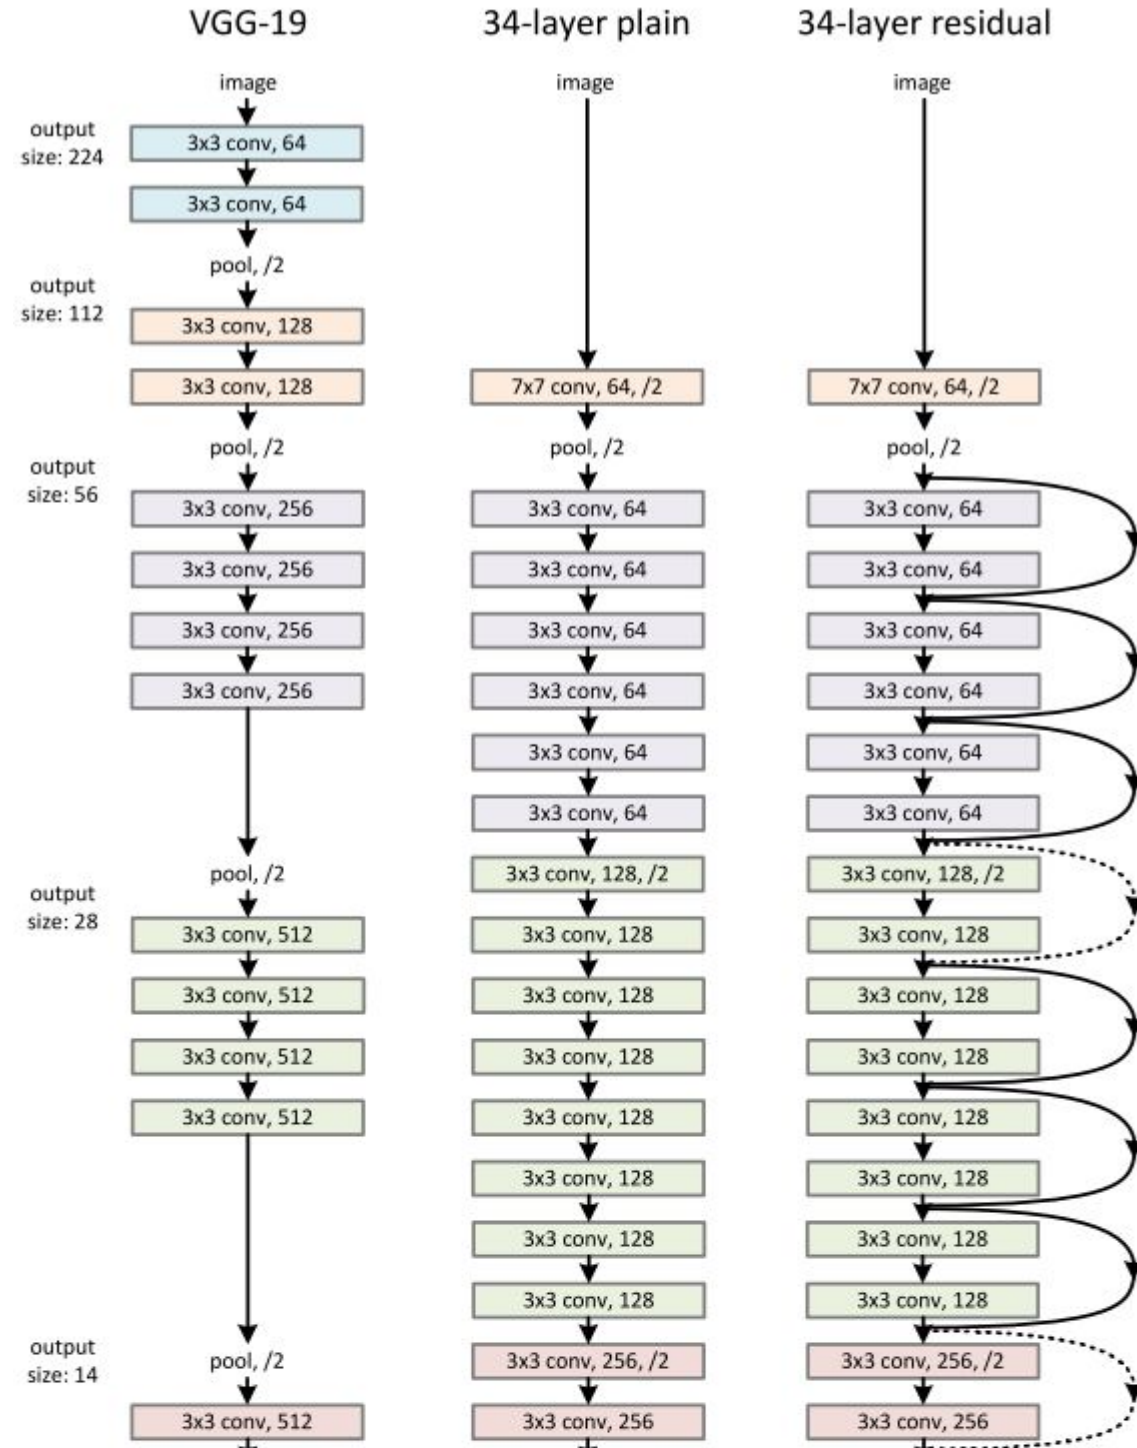 VGG-19
34-layer plain
34-layer residual
image
image
image
output
size: 224
3x3 conv, 64
3x3 conv, 64
pool, /2
output
size: 112
3x3 conv, 128
3x3 conv, 128
7x7 conv, 64, /2
7x7 conv, 64, /2
pool, /2
pool, /2
pool, /2
output
size: 56
3x3 conv, 256
3x3 conv, 64
3x3 conv, 64
3x3 conv, 256
3x3 conv, 64
3x3 conv, 64
3x3 conv, 256
3x3 conv, 64
3x3 conv, 64
3x3 conv, 256
3x3 conv, 64
3x3 conv, 64
3x3 conv, 64
3x3 conv, 64
3x3 conv, 64
3x3 conv, 64
pool, /2
3x3 conv, 128, /2
3x3 conv, 128, /2
output
size: 28
3x3 conv, 512
3x3 conv, 128
3x3 conv, 128
3x3 conv, 512
3x3 conv, 128
3x3 conv, 128
3x3 conv, 512
3x3 conv, 128
3x3 conv, 128
3x3 conv, 512
3x3 conv, 128
3x3 conv, 128
3x3 conv, 128
3x3 conv, 128
3x3 conv, 128
3x3 conv, 128
3x3 conv, 128
3x3 conv, 128
output
size: 14
pool, /2
3x3 conv, 256, /2
3x3 conv, 256, /2
3x3 conv, 512
3x3 conv, 256
3x3 conv, 256